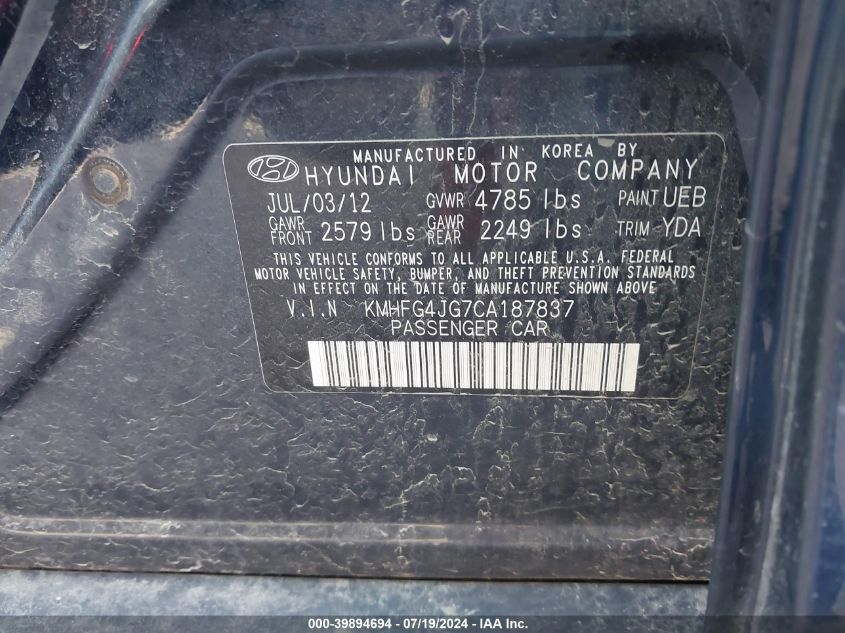 MANUFACTURED IN KOREA BY
HYUNDAI MOTOR COMPANY
JUL/03/12 GVWR 4785 lbs PAINT UEB
GAWR FRONT 2579 lbs GAWR REAR 2249 lbs TRIM YDA
THIS VEHICLE CONFORMS TO ALL APPLICABLE U.S.A. FEDERAL
MOTOR VEHICLE SAFETY, BUMPER, AND THEFT PREVENTION STANDARDS
IN EFFECT ON THE DATE OF MANUFACTURE SHOWN ABOVE
V.I.N KMHFG4JG7CA187837
PASSENGER CAR
000-39894694 - 07/19/2024 - IAA, Inc.